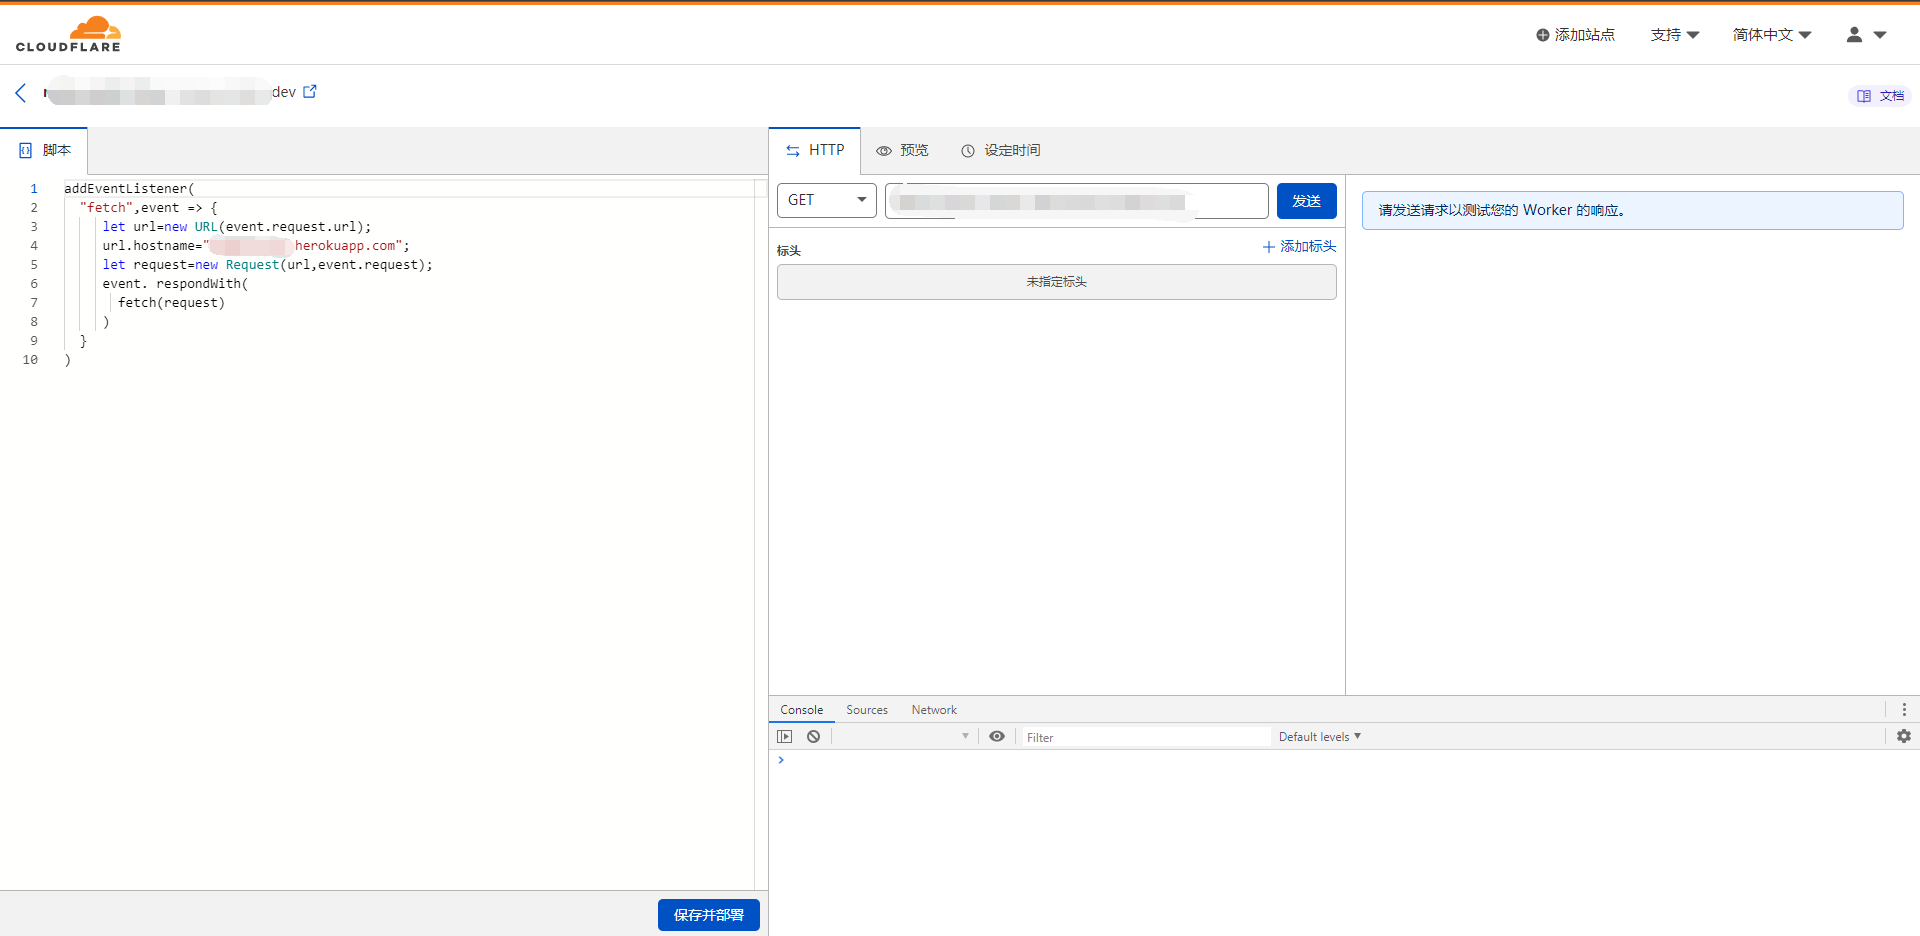 CLOUDFLARE
添加站点
支持
简体中文
dev
文档
脚本
1 addEventListener(
2 "fetch",event => {
3 let url=new URL(event.request.url);
4 url.hostname=" herokuapp.com";
5 let request=new Request(url,event.request);
6 event. respondWith(
7 fetch(request)
8 )
9 }
10 )
保存并部署
HTTP
预览
设定时间
GET
发送
标头
添加标头
未指定标头
请发送请求以测试您的 Worker 的响应。
Console
Sources
Network
Filter
Default levels